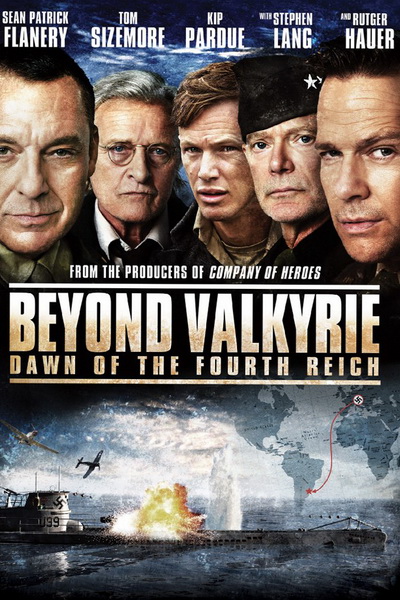 SEAN PATRICK FLANERY
TOM SIZEMORE
KIP PARDUE
WITH STEPHEN LANG
AND RUTGER HAUER
FROM THE PRODUCERS OF COMPANY OF HEROES
BEYOND VALKYRIE
DAWN OF THE FOURTH REICH
U99